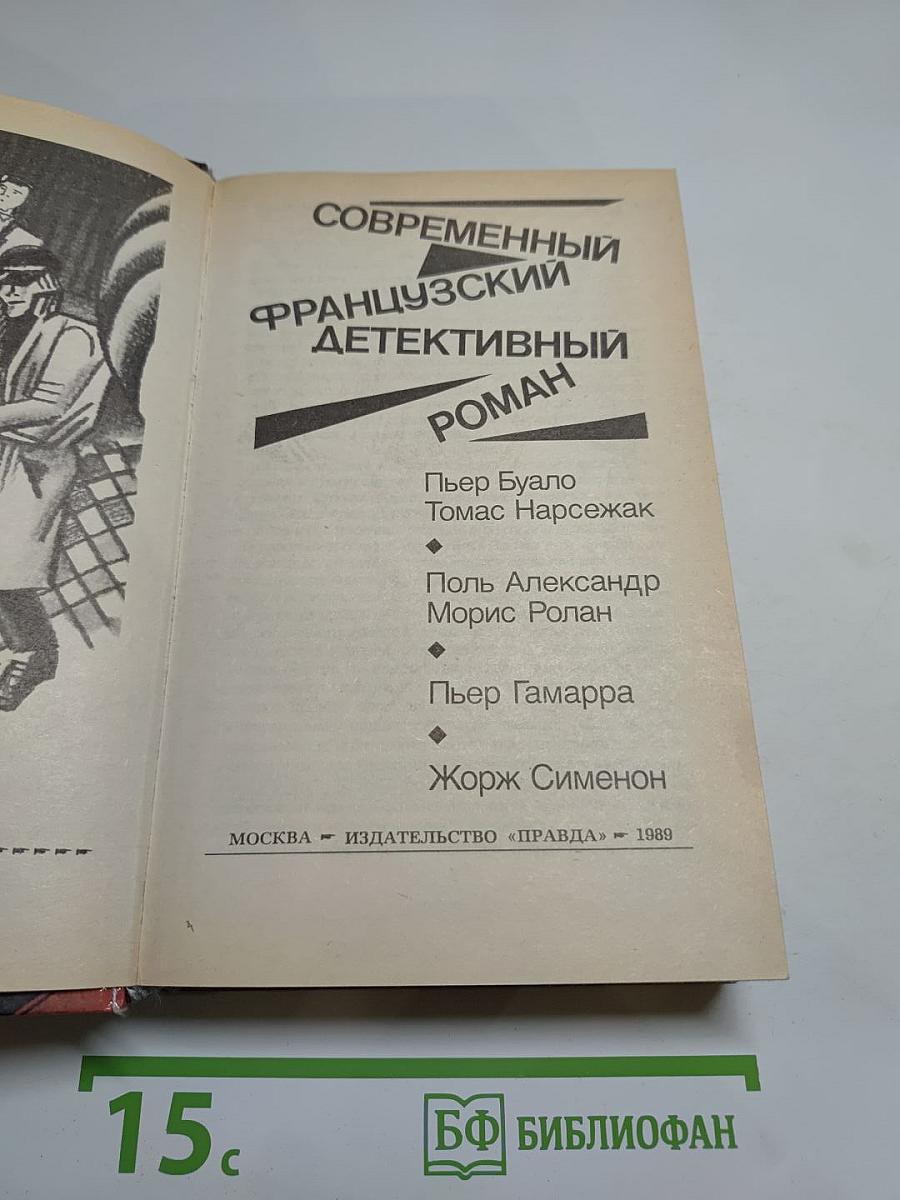 СОВРЕМЕННЫЙ
ФРАНЦУЗСКИЙ
ДЕТЕКТИВНЫЙ
РОМАН
Пьер Буало
Томас Нарсежак
Поль Александр
Морис Ролан
Пьер Гамарра
Жорж Сименон
МОСКВА ИЗДАТЕЛЬСТВО «ПРАВДА» 1989
15 с
БФ БИБЛИОФАН